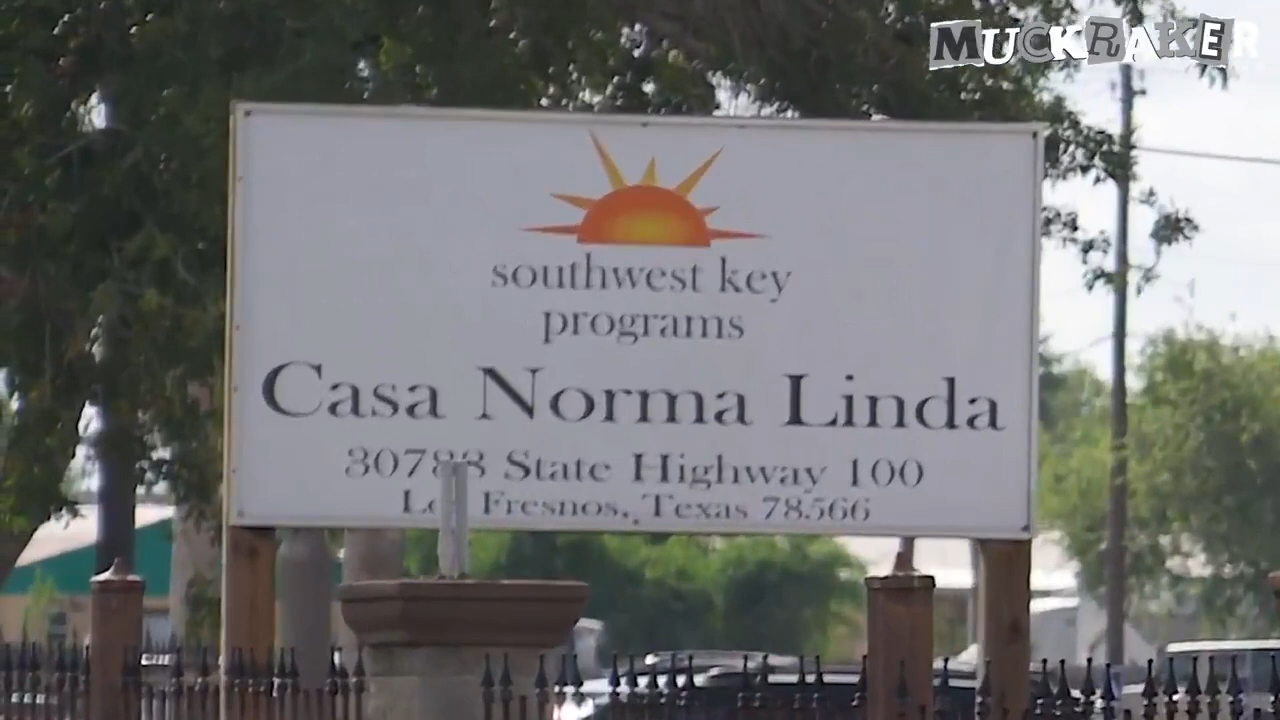 MUCKRAKER
southwest key
programs
Casa Norma Linda
30788 State Highway 100
Fresnos, Texas 78566